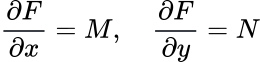 ∂F/∂x = M, ∂F/∂y = N